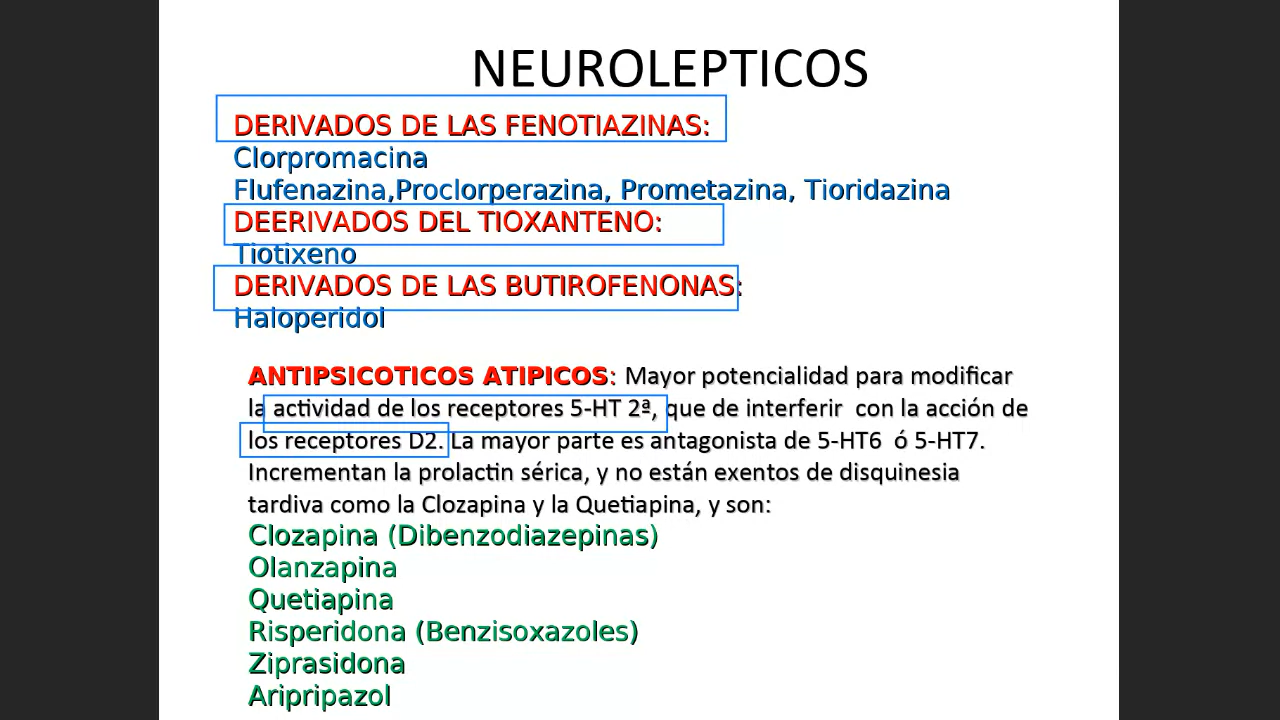 NEUROLEPTICOS
DERIVADOS DE LAS FENOTIAZINAS:
Clorpromacina
Flufenazina,Proclorperazina, Prometazina, Tioridazina
DEERIVADOS DEL TIOXANTENO:
Tiotixeno
DERIVADOS DE LAS BUTIROFENONAS:
Haloperidol
ANTIPSICOTICOS ATIPICOS: Mayor potencialidad para modificar
la actividad de los receptores 5-HT 2ª, que de interferir con la acción de
los receptores D2. La mayor parte es antagonista de 5-HT6 ó 5-HT7.
Incrementan la prolactin sérica, y no están exentos de disquinesia
tardiva como la Clozapina y la Quetiapina, y son:
Clozapina (Dibenzodiazepinas)
Olanzapina
Quetiapina
Risperidona (Benzisoxazoles)
Ziprasidona
Aripripazol